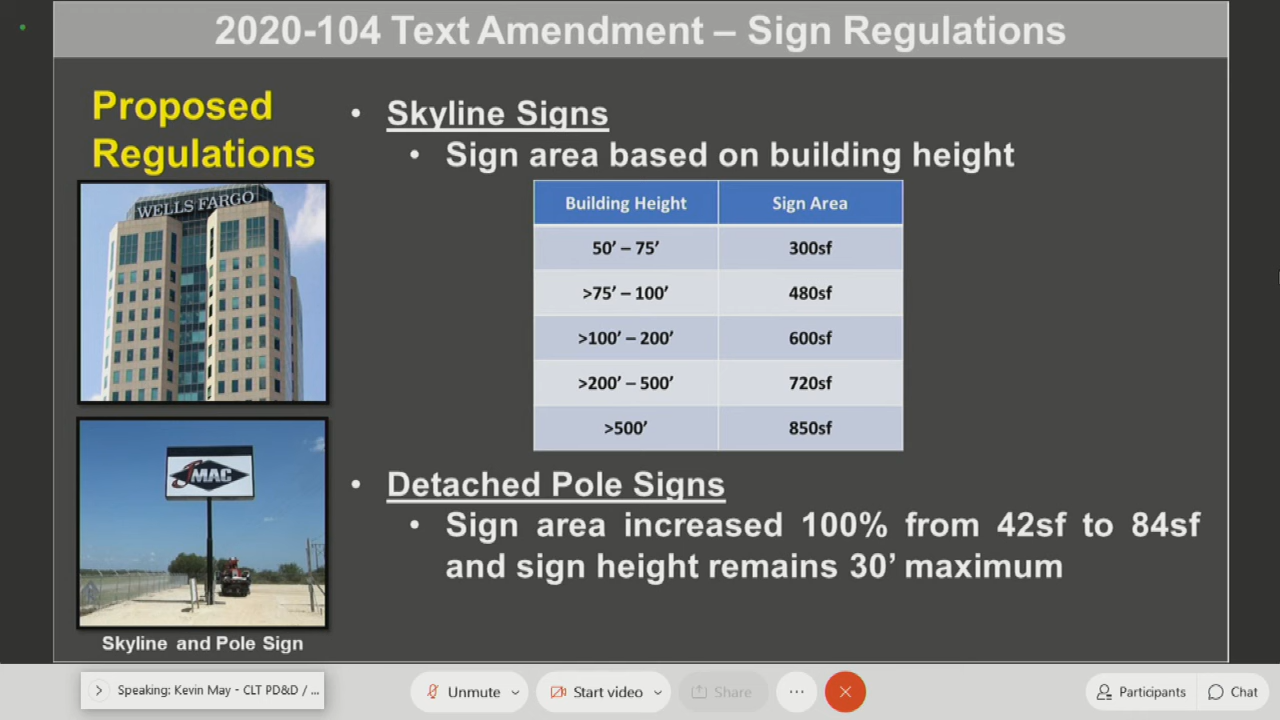 2020-104 Text Amendment – Sign Regulations
Proposed
Regulations
WELLS FARGO
JMAC
Skyline and Pole Sign
• Skyline Signs
• Sign area based on building height
Building Height Sign Area
50’ – 75’ 300sf
>75’ – 100’ 480sf
>100’ – 200’ 600sf
>200’ – 500’ 720sf
>500’ 850sf
• Detached Pole Signs
• Sign area increased 100% from 42sf to 84sf
and sign height remains 30’ maximum
Speaking: Kevin May - CLT PD&D / ...
Unmute
Start video
Share
Participants
Chat